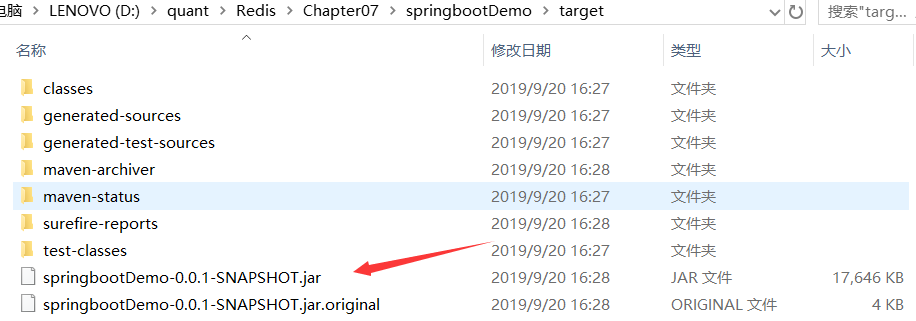 电脑 > LENOVO (D:) > quant > Redis > Chapter07 > springbootDemo > target 搜索"targ...
名称 修改日期 类型 大小
classes 2019/9/20 16:27 文件夹
generated-sources 2019/9/20 16:27 文件夹
generated-test-sources 2019/9/20 16:27 文件夹
maven-archiver 2019/9/20 16:28 文件夹
maven-status 2019/9/20 16:27 文件夹
surefire-reports 2019/9/20 16:28 文件夹
test-classes 2019/9/20 16:27 文件夹
springbootDemo-0.0.1-SNAPSHOT.jar 2019/9/20 16:28 JAR 文件 17,646 KB
springbootDemo-0.0.1-SNAPSHOT.jar.original 2019/9/20 16:28 ORIGINAL 文件 4 KB